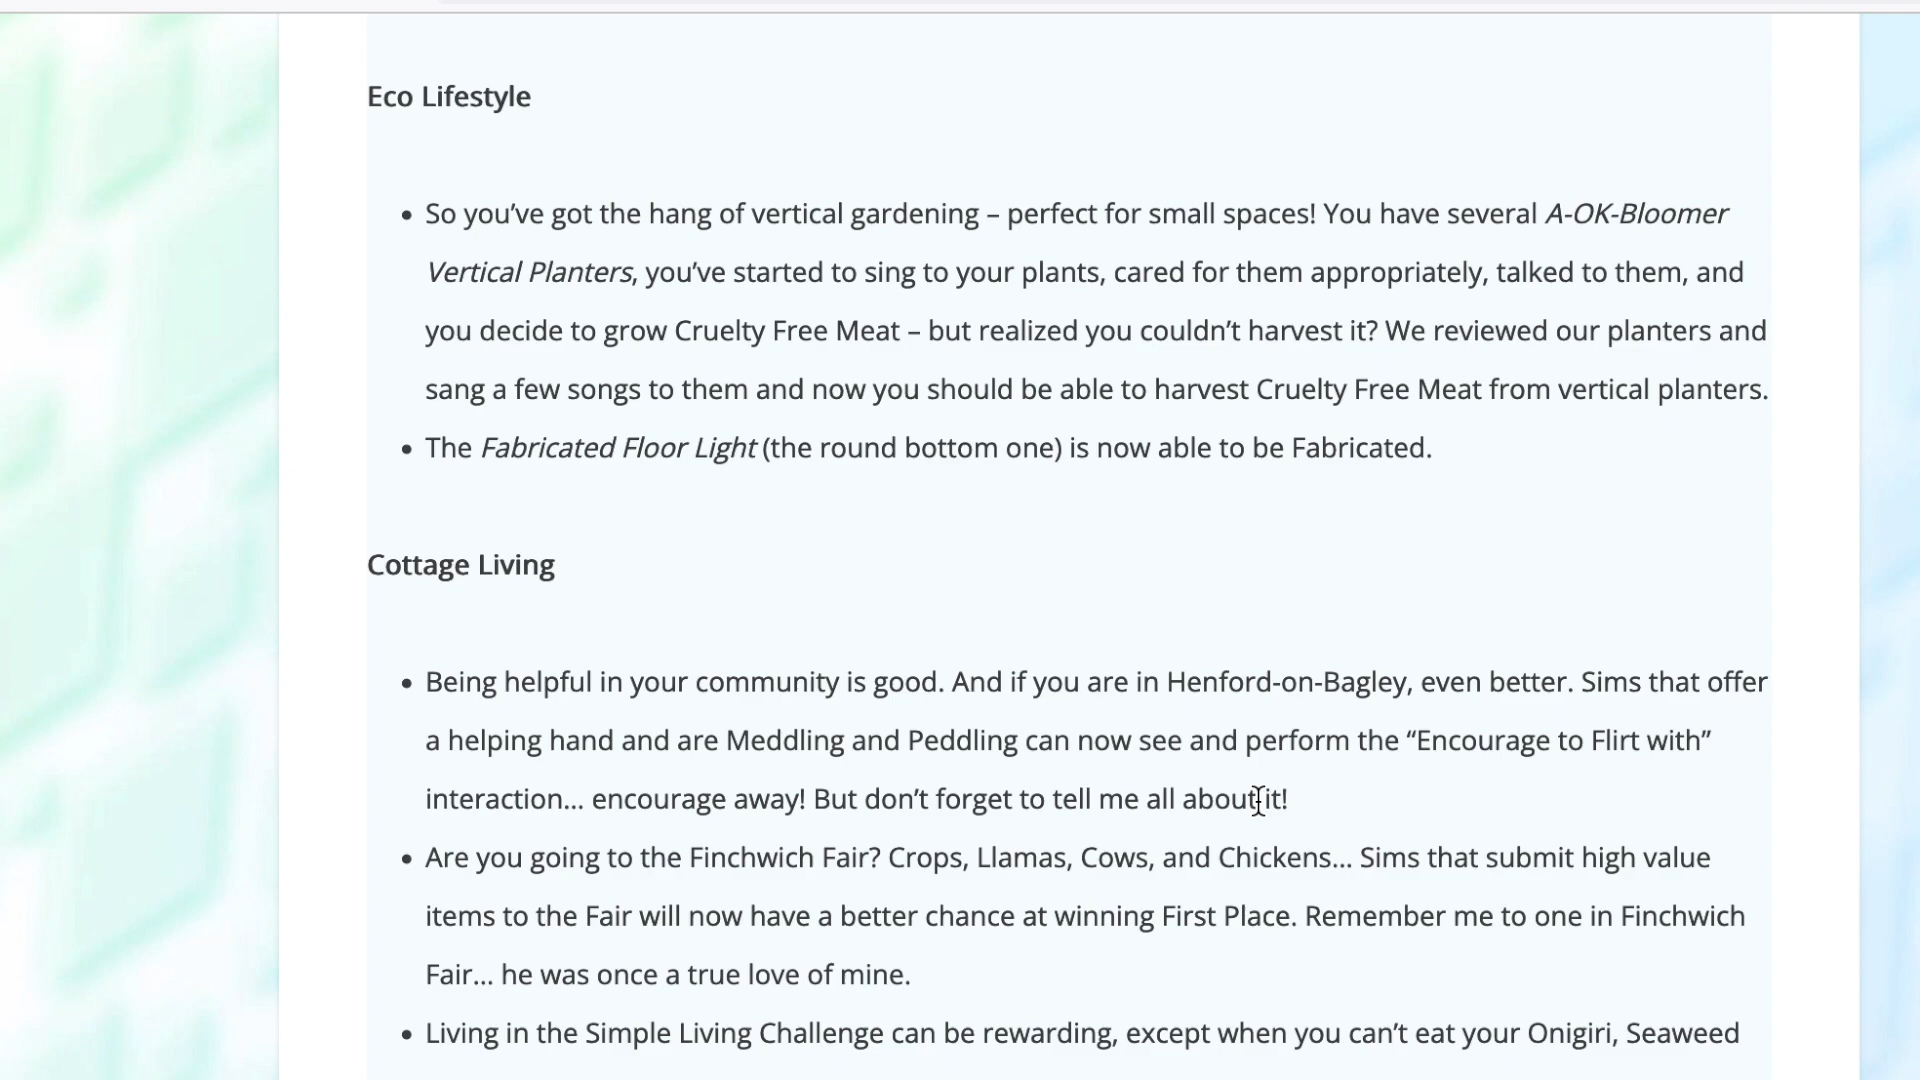 Eco Lifestyle
• So you’ve got the hang of vertical gardening – perfect for small spaces! You have several A-OK-Bloomer
Vertical Planters, you’ve started to sing to your plants, cared for them appropriately, talked to them, and
you decide to grow Cruelty Free Meat – but realized you couldn’t harvest it? We reviewed our planters and
sang a few songs to them and now you should be able to harvest Cruelty Free Meat from vertical planters.
• The Fabricated Floor Light (the round bottom one) is now able to be Fabricated.
Cottage Living
• Being helpful in your community is good. And if you are in Henford-on-Bagley, even better. Sims that offer
a helping hand and are Meddling and Peddling can now see and perform the “Encourage to Flirt with”
interaction… encourage away! But don’t forget to tell me all about it!
• Are you going to the Finchwich Fair? Crops, Llamas, Cows, and Chickens… Sims that submit high value
items to the Fair will now have a better chance at winning First Place. Remember me to one in Finchwich
Fair… he was once a true love of mine.
• Living in the Simple Living Challenge can be rewarding, except when you can’t eat your Onigiri, Seaweed